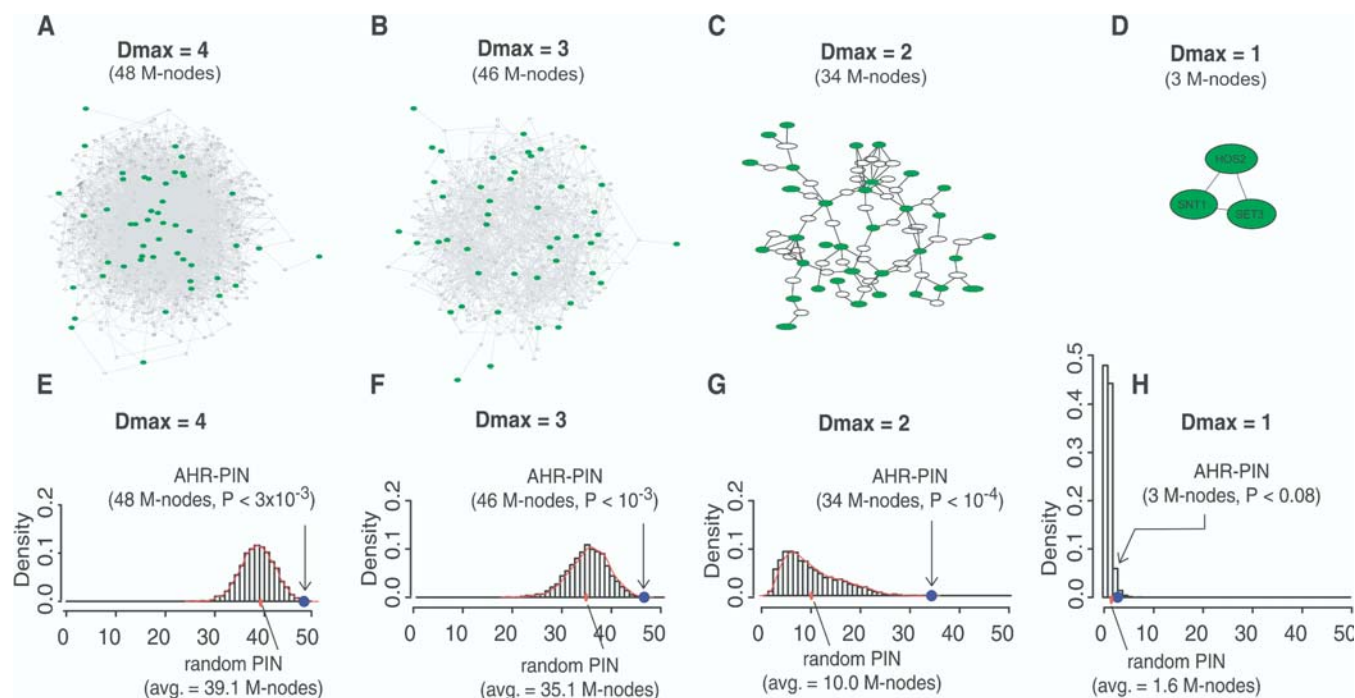 A
B
C
D
Dmax = 4
Dmax = 3
Dmax = 2
Dmax = 1
(48 M-nodes)
(46 M-nodes)
(34 M-nodes)
(3 M-nodes)
HOS2
SNT1
SET3
E
F
G
H
Dmax = 4
Dmax = 3
Dmax = 2
Dmax = 1
AHR-PIN
(48 M-nodes, P < 3x10⁻³)
Density
0.0 0.1 0.2
0 10 20 30 40 50
random PIN
(avg. = 39.1 M-nodes)
AHR-PIN
(46 M-nodes, P < 10⁻³)
Density
0.0 0.1 0.2
0 10 20 30 40 50
random PIN
(avg. = 35.1 M-nodes)
AHR-PIN
(34 M-nodes, P < 10⁻⁴)
Density
0.0 0.1 0.2
0 10 20 30 40 50
random PIN
(avg. = 10.0 M-nodes)
AHR-PIN
(3 M-nodes, P < 0.08)
Density
0.0 0.1 0.2 0.3 0.4 0.5
0 10 20 30 40 50
random PIN
(avg. = 1.6 M-nodes)